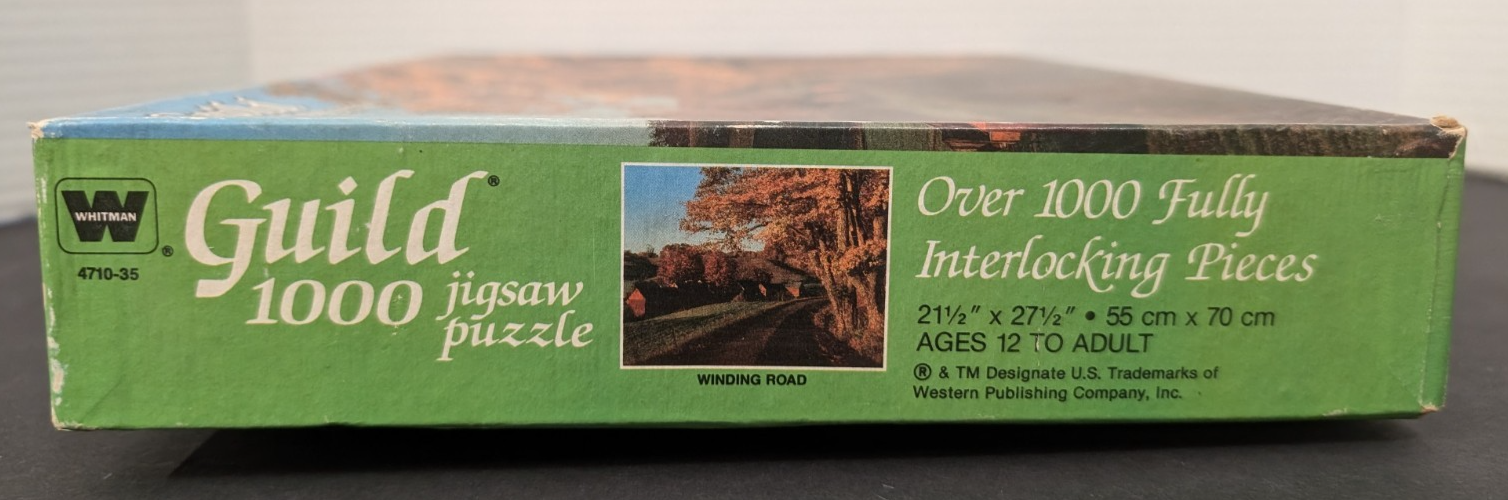 WHITMAN
®
4710-35
Guild®
1000 jigsaw
puzzle
WINDING ROAD
Over 1000 Fully
Interlocking Pieces
21½" x 27½" • 55 cm x 70 cm
AGES 12 TO ADULT
® & TM Designate U.S. Trademarks of
Western Publishing Company, Inc.